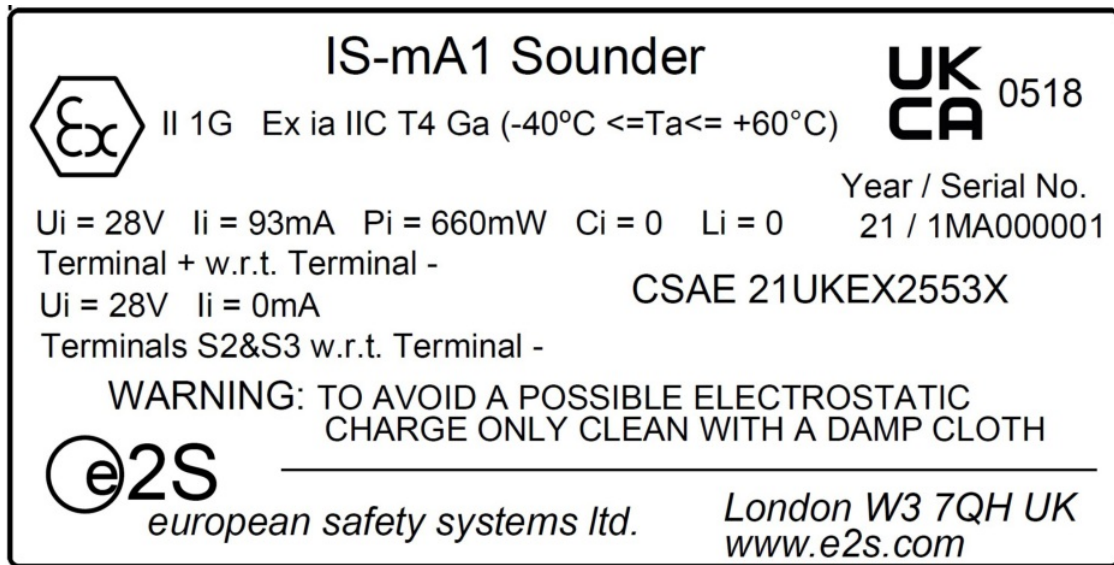 IS-mA1 Sounder
Ex
II 1G Ex ia IIC T4 Ga (-40ºC <=Ta<= +60°C)
UK
CA
0518
Year / Serial No.
21 / 1MA000001
Ui = 28V Ii = 93mA Pi = 660mW Ci = 0 Li = 0
Terminal + w.r.t. Terminal -
Ui = 28V Ii = 0mA
Terminals S2&S3 w.r.t. Terminal -
CSAE 21UKEX2553X
WARNING: TO AVOID A POSSIBLE ELECTROSTATIC
CHARGE ONLY CLEAN WITH A DAMP CLOTH
e2S
european safety systems ltd.
London W3 7QH UK
www.e2s.com